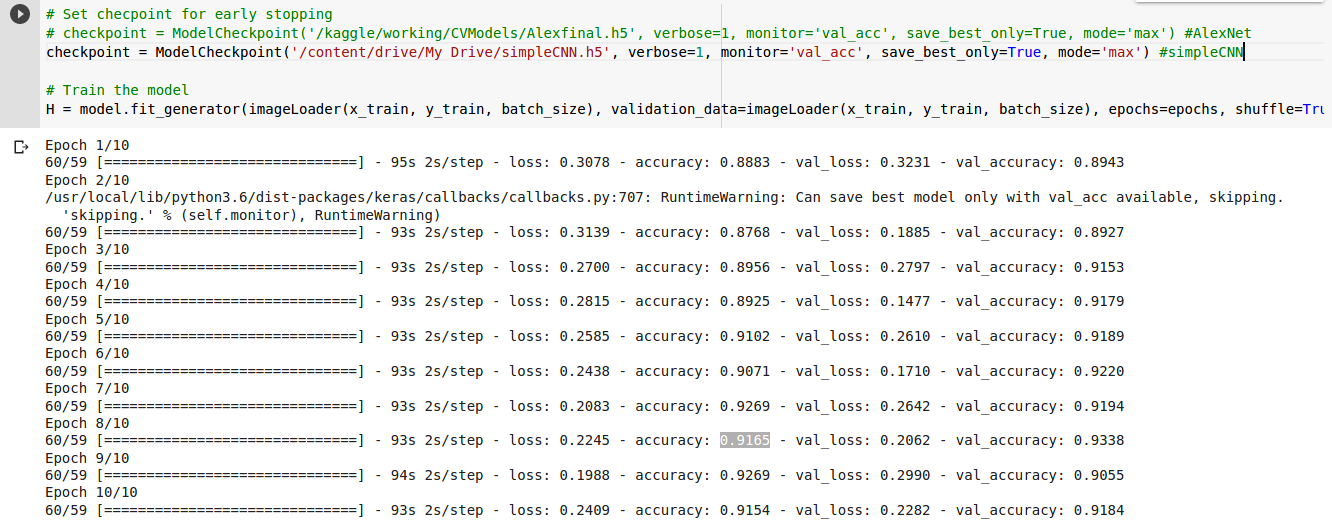 # Set checpoint for early stopping
# checkpoint = ModelCheckpoint('/kaggle/working/CVModels/Alexfinal.h5', verbose=1, monitor='val_acc', save_best_only=True, mode='max') #AlexNet
checkpoint = ModelCheckpoint('/content/drive/My Drive/simpleCNN.h5', verbose=1, monitor='val_acc', save_best_only=True, mode='max') #simpleCNN
# Train the model
H = model.fit_generator(imageLoader(x_train, y_train, batch_size), validation_data=imageLoader(x_train, y_train, batch_size), epochs=epochs, shuffle=Tru
Epoch 1/10
60/59 [==============================] - 95s 2s/step - loss: 0.3078 - accuracy: 0.8883 - val_loss: 0.3231 - val_accuracy: 0.8943
Epoch 2/10
/usr/local/lib/python3.6/dist-packages/keras/callbacks/callbacks.py:707: RuntimeWarning: Can save best model only with val_acc available, skipping.
'skipping.' % (self.monitor), RuntimeWarning)
60/59 [==============================] - 93s 2s/step - loss: 0.3139 - accuracy: 0.8768 - val_loss: 0.1885 - val_accuracy: 0.8927
Epoch 3/10
60/59 [==============================] - 93s 2s/step - loss: 0.2700 - accuracy: 0.8956 - val_loss: 0.2797 - val_accuracy: 0.9153
Epoch 4/10
60/59 [==============================] - 93s 2s/step - loss: 0.2815 - accuracy: 0.8925 - val_loss: 0.1477 - val_accuracy: 0.9179
Epoch 5/10
60/59 [==============================] - 93s 2s/step - loss: 0.2585 - accuracy: 0.9102 - val_loss: 0.2610 - val_accuracy: 0.9189
Epoch 6/10
60/59 [==============================] - 93s 2s/step - loss: 0.2438 - accuracy: 0.9071 - val_loss: 0.1710 - val_accuracy: 0.9220
Epoch 7/10
60/59 [==============================] - 93s 2s/step - loss: 0.2083 - accuracy: 0.9269 - val_loss: 0.2642 - val_accuracy: 0.9194
Epoch 8/10
60/59 [==============================] - 93s 2s/step - loss: 0.2245 - accuracy: 0.9165 - val_loss: 0.2062 - val_accuracy: 0.9338
Epoch 9/10
60/59 [==============================] - 94s 2s/step - loss: 0.1988 - accuracy: 0.9269 - val_loss: 0.2990 - val_accuracy: 0.9055
Epoch 10/10
60/59 [==============================] - 93s 2s/step - loss: 0.2409 - accuracy: 0.9154 - val_loss: 0.2282 - val_accuracy: 0.9184